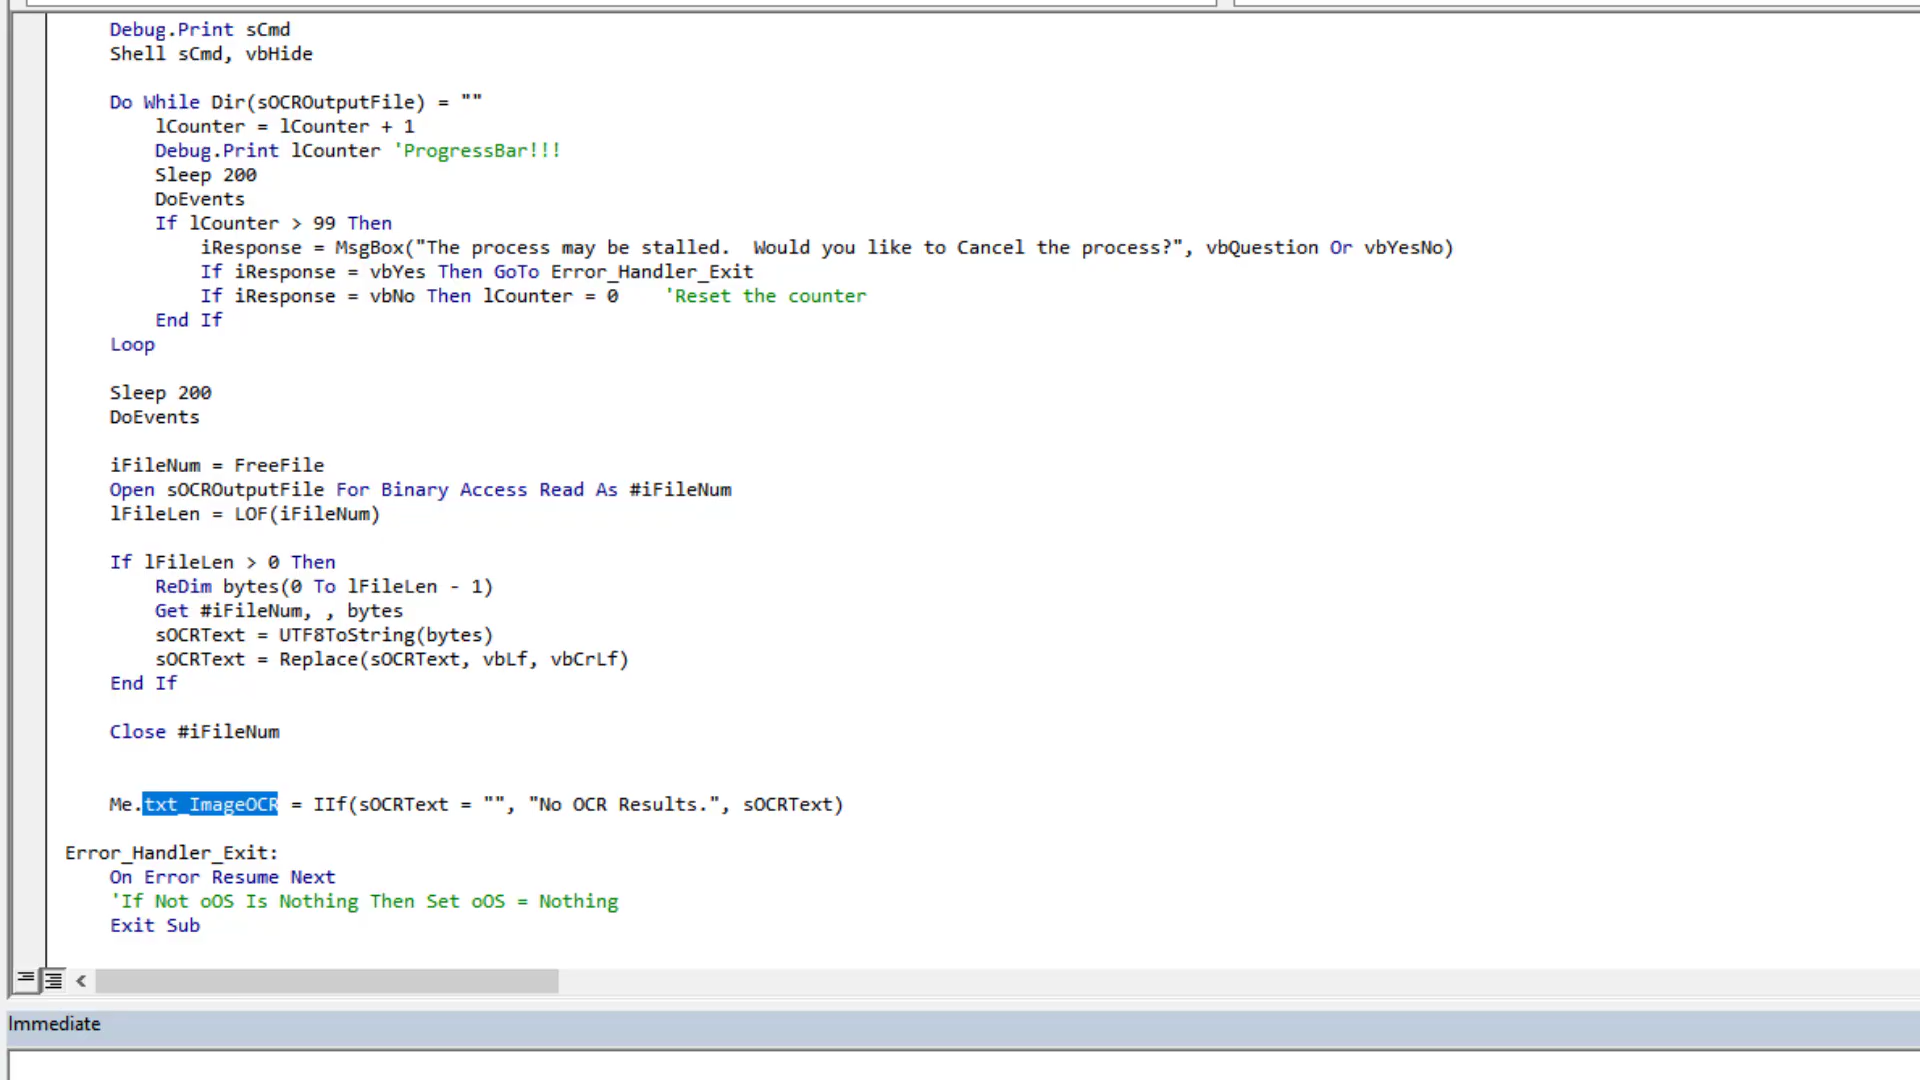 Debug.Print sCmd
Shell sCmd, vbHide
Do While Dir(sOCROutputFile) = ""
lCounter = lCounter + 1
Debug.Print lCounter 'ProgressBar!!!
Sleep 200
DoEvents
If lCounter > 99 Then
iResponse = MsgBox("The process may be stalled.  Would you like to Cancel the process?", vbQuestion Or vbYesNo)
If iResponse = vbYes Then GoTo Error_Handler_Exit
If iResponse = vbNo Then lCounter = 0    'Reset the counter
End If
Loop
Sleep 200
DoEvents
iFileNum = FreeFile
Open sOCROutputFile For Binary Access Read As #iFileNum
lFileLen = LOF(iFileNum)
If lFileLen > 0 Then
ReDim bytes(0 To lFileLen - 1)
Get #iFileNum, , bytes
sOCRText = UTF8ToString(bytes)
sOCRText = Replace(sOCRText, vbLf, vbCrLf)
End If
Close #iFileNum
Me.txt_ImageOCR = IIf(sOCRText = "", "No OCR Results.", sOCRText)
Error_Handler_Exit:
On Error Resume Next
'If Not oOS Is Nothing Then Set oOS = Nothing
Exit Sub
Immediate